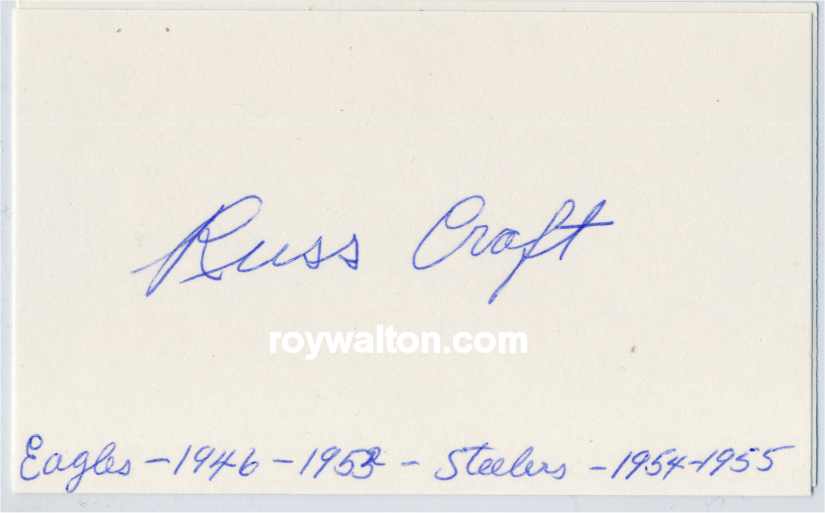 Russ Craft
roywalton.com
Eagles - 1946 - 1953 - Steelers - 1954-1955